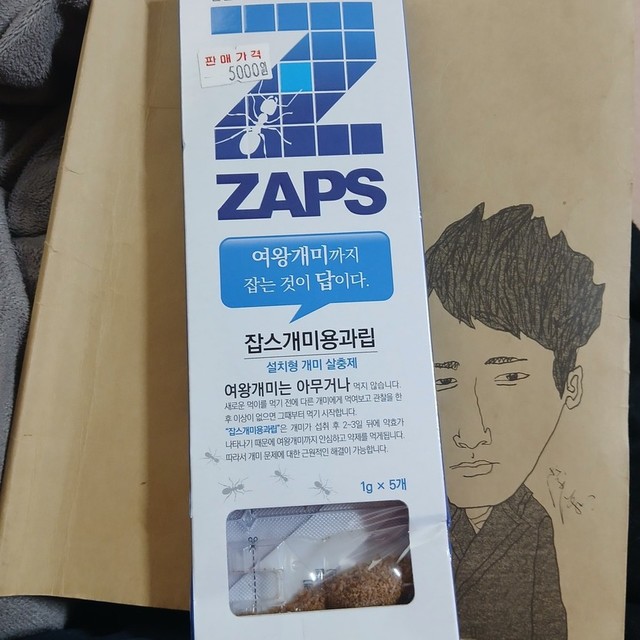 판매가격
5000원
ZAPS
여왕개미까지
잡는 것이 답이다.
잡스개미용과립
설치형 개미 살충제
여왕개미는 아무거나 먹지 않습니다.
새로운 먹이를 먹기 전에 다른 개미에게 먹여보고 관찰을 한
후 이상이 없으면 그때부터 먹기 시작합니다.
“잡스개미용과립”은 개미가 섭취 후 2-3일 뒤에 약효가
나타나기 때문에 여왕개미까지 안심하고 약제를 먹게됩니다.
따라서 개미 문제에 대한 근원적인 해결이 가능합니다.
1g × 5개